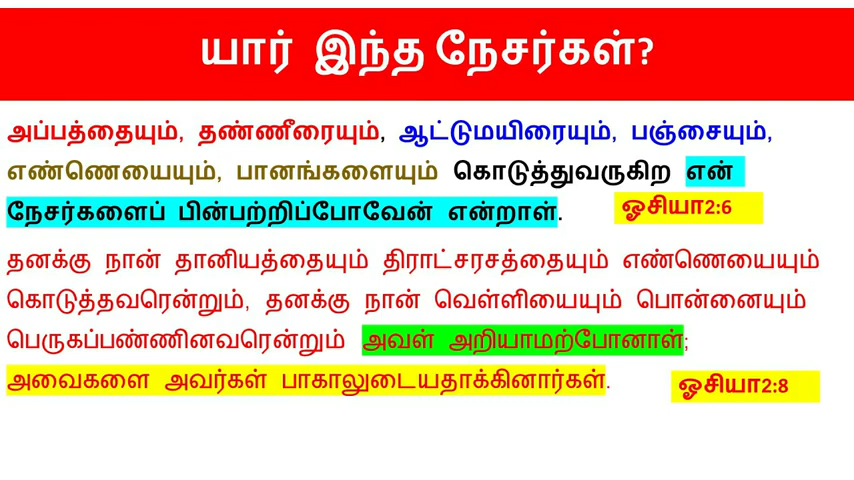 யார் இந்த நேசர்கள்?
அப்பத்தையும், தண்ணீரையும், ஆட்டுமயிரையும், பஞ்சையும்,
எண்ணெயையும், பானங்களையும் கொடுத்துவருகிற என்
நேசர்களைப் பின்பற்றிப்போவேன் என்றாள். ஓசியா2:6
தனக்கு நான் தானியத்தையும் திராட்சரசத்தையும் எண்ணெயையும்
கொடுத்தவரென்றும், தனக்கு நான் வெள்ளியையும் பொன்னையும்
பெருகப்பண்ணினவரென்றும் அவள் அறியாமற்போனாள்;
அவைகளை அவர்கள் பாகாலுடையதாக்கினார்கள். ஓசியா2:8